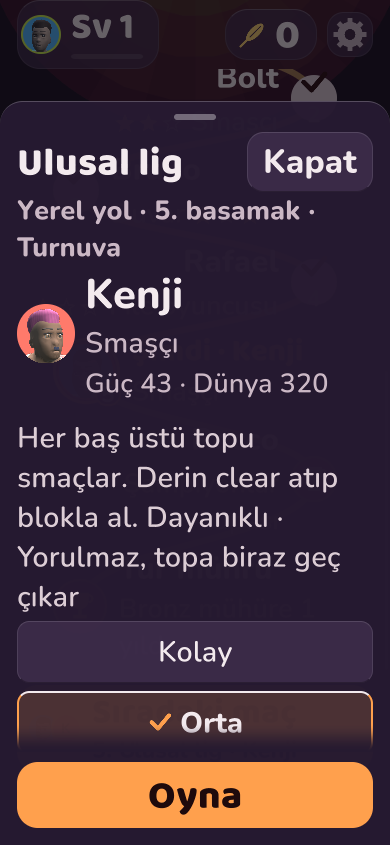 Sv 1
0
Bolt
Ulusal lig
Kapat
Yerel yol · 5. basamak ·
Turnuva
Kenji
Smaşçı
Güç 43 · Dünya 320
Her baş üstü topu
smaçlar. Derin clear atıp
blokla al. Dayanıklı ·
Yorulmaz, topa biraz geç
çıkar
Kolay
Orta
Oyna